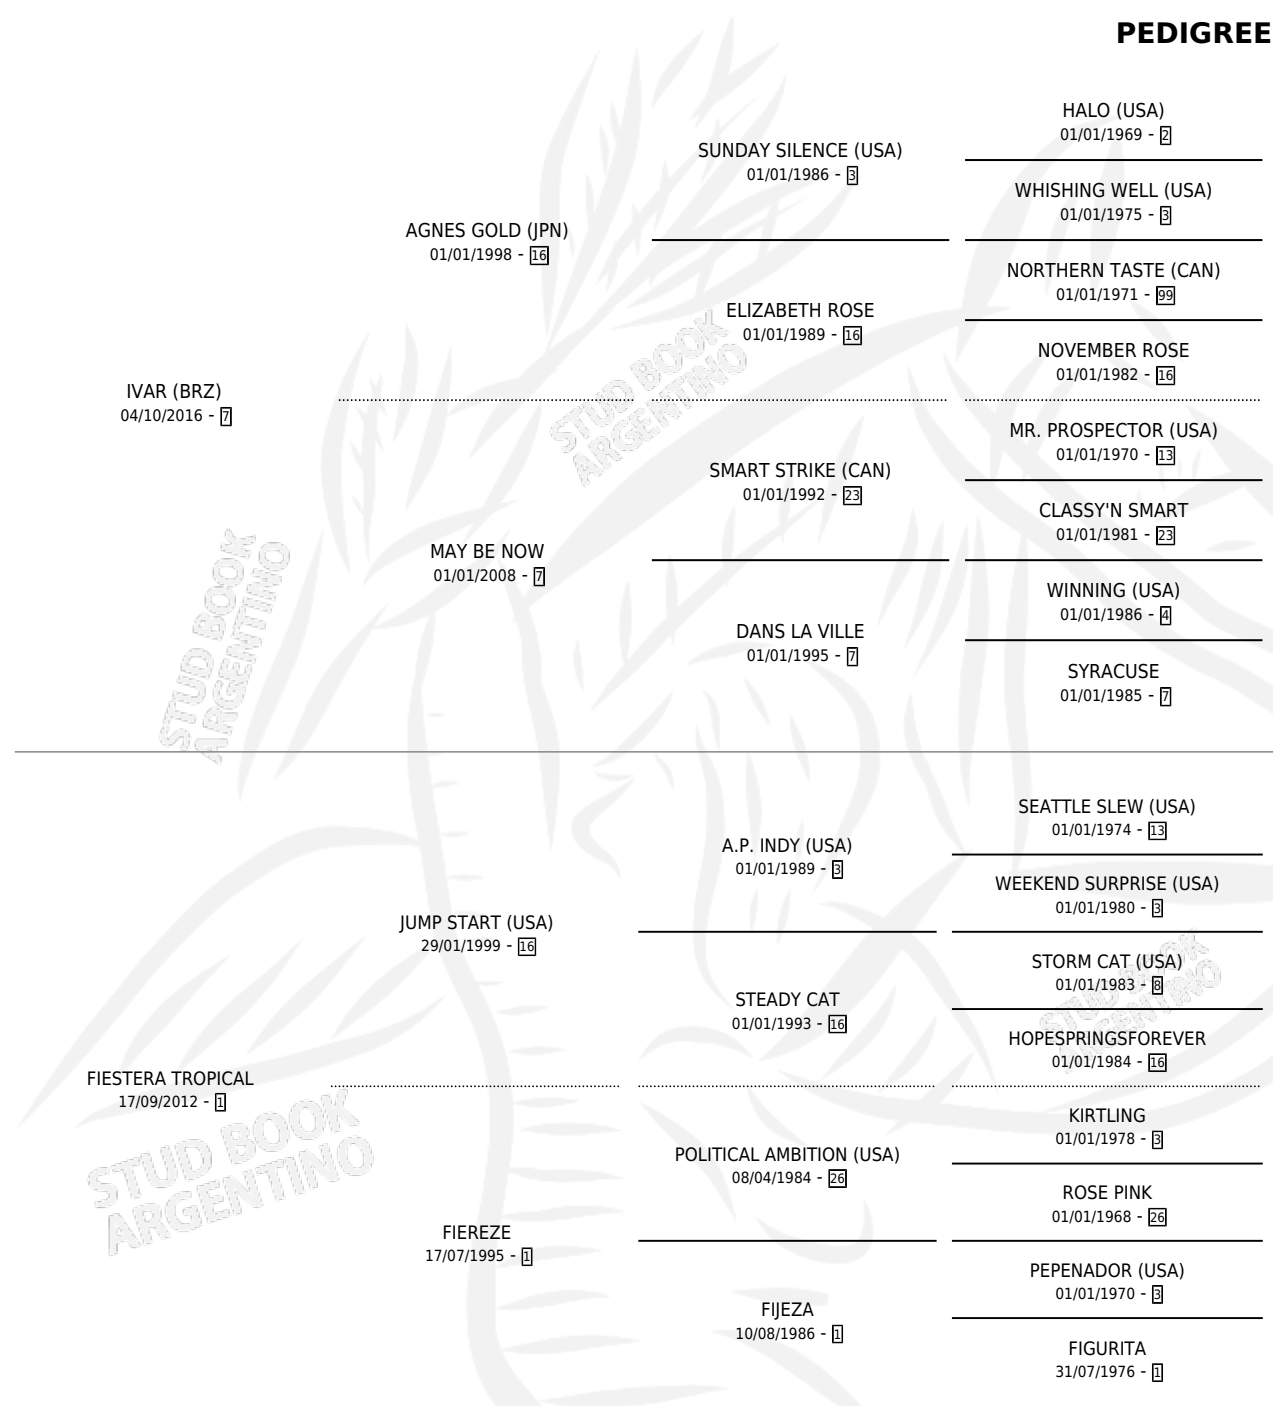 PEDIGREE
HALO (USA)
01/01/1969 - 2
SUNDAY SILENCE (USA)
01/01/1986 - 3
WHISHING WELL (USA)
01/01/1975 - 3
AGNES GOLD (JPN)
01/01/1998 - 16
NORTHERN TASTE (CAN)
01/01/1971 - 99
ELIZABETH ROSE
01/01/1989 - 16
NOVEMBER ROSE
01/01/1982 - 16
IVAR (BRZ)
04/10/2016 - 7
MR. PROSPECTOR (USA)
01/01/1970 - 13
SMART STRIKE (CAN)
01/01/1992 - 23
CLASSY'N SMART
01/01/1981 - 23
MAY BE NOW
01/01/2008 - 7
WINNING (USA)
01/01/1986 - 4
DANS LA VILLE
01/01/1995 - 7
SYRACUSE
01/01/1985 - 7
SEATTLE SLEW (USA)
01/01/1974 - 13
A.P. INDY (USA)
01/01/1989 - 3
WEEKEND SURPRISE (USA)
01/01/1980 - 3
JUMP START (USA)
29/01/1999 - 16
STORM CAT (USA)
01/01/1983 - 8
STEADY CAT
01/01/1993 - 16
HOPESPRINGSFOREVER
01/01/1984 - 16
FIESTERA TROPICAL
17/09/2012 - 1
KIRTLING
01/01/1978 - 3
POLITICAL AMBITION (USA)
08/04/1984 - 26
ROSE PINK
01/01/1968 - 26
FIEREZE
17/07/1995 - 1
PEPENADOR (USA)
01/01/1970 - 3
FIJEZA
10/08/1986 - 1
FIGURITA
31/07/1976 - 1
STUD BOOK
ARGENTINO
STUD BOOK
ARGENTINO
STUD BOOK
ARGENTINO
STUD BOOK
ARGENTINO